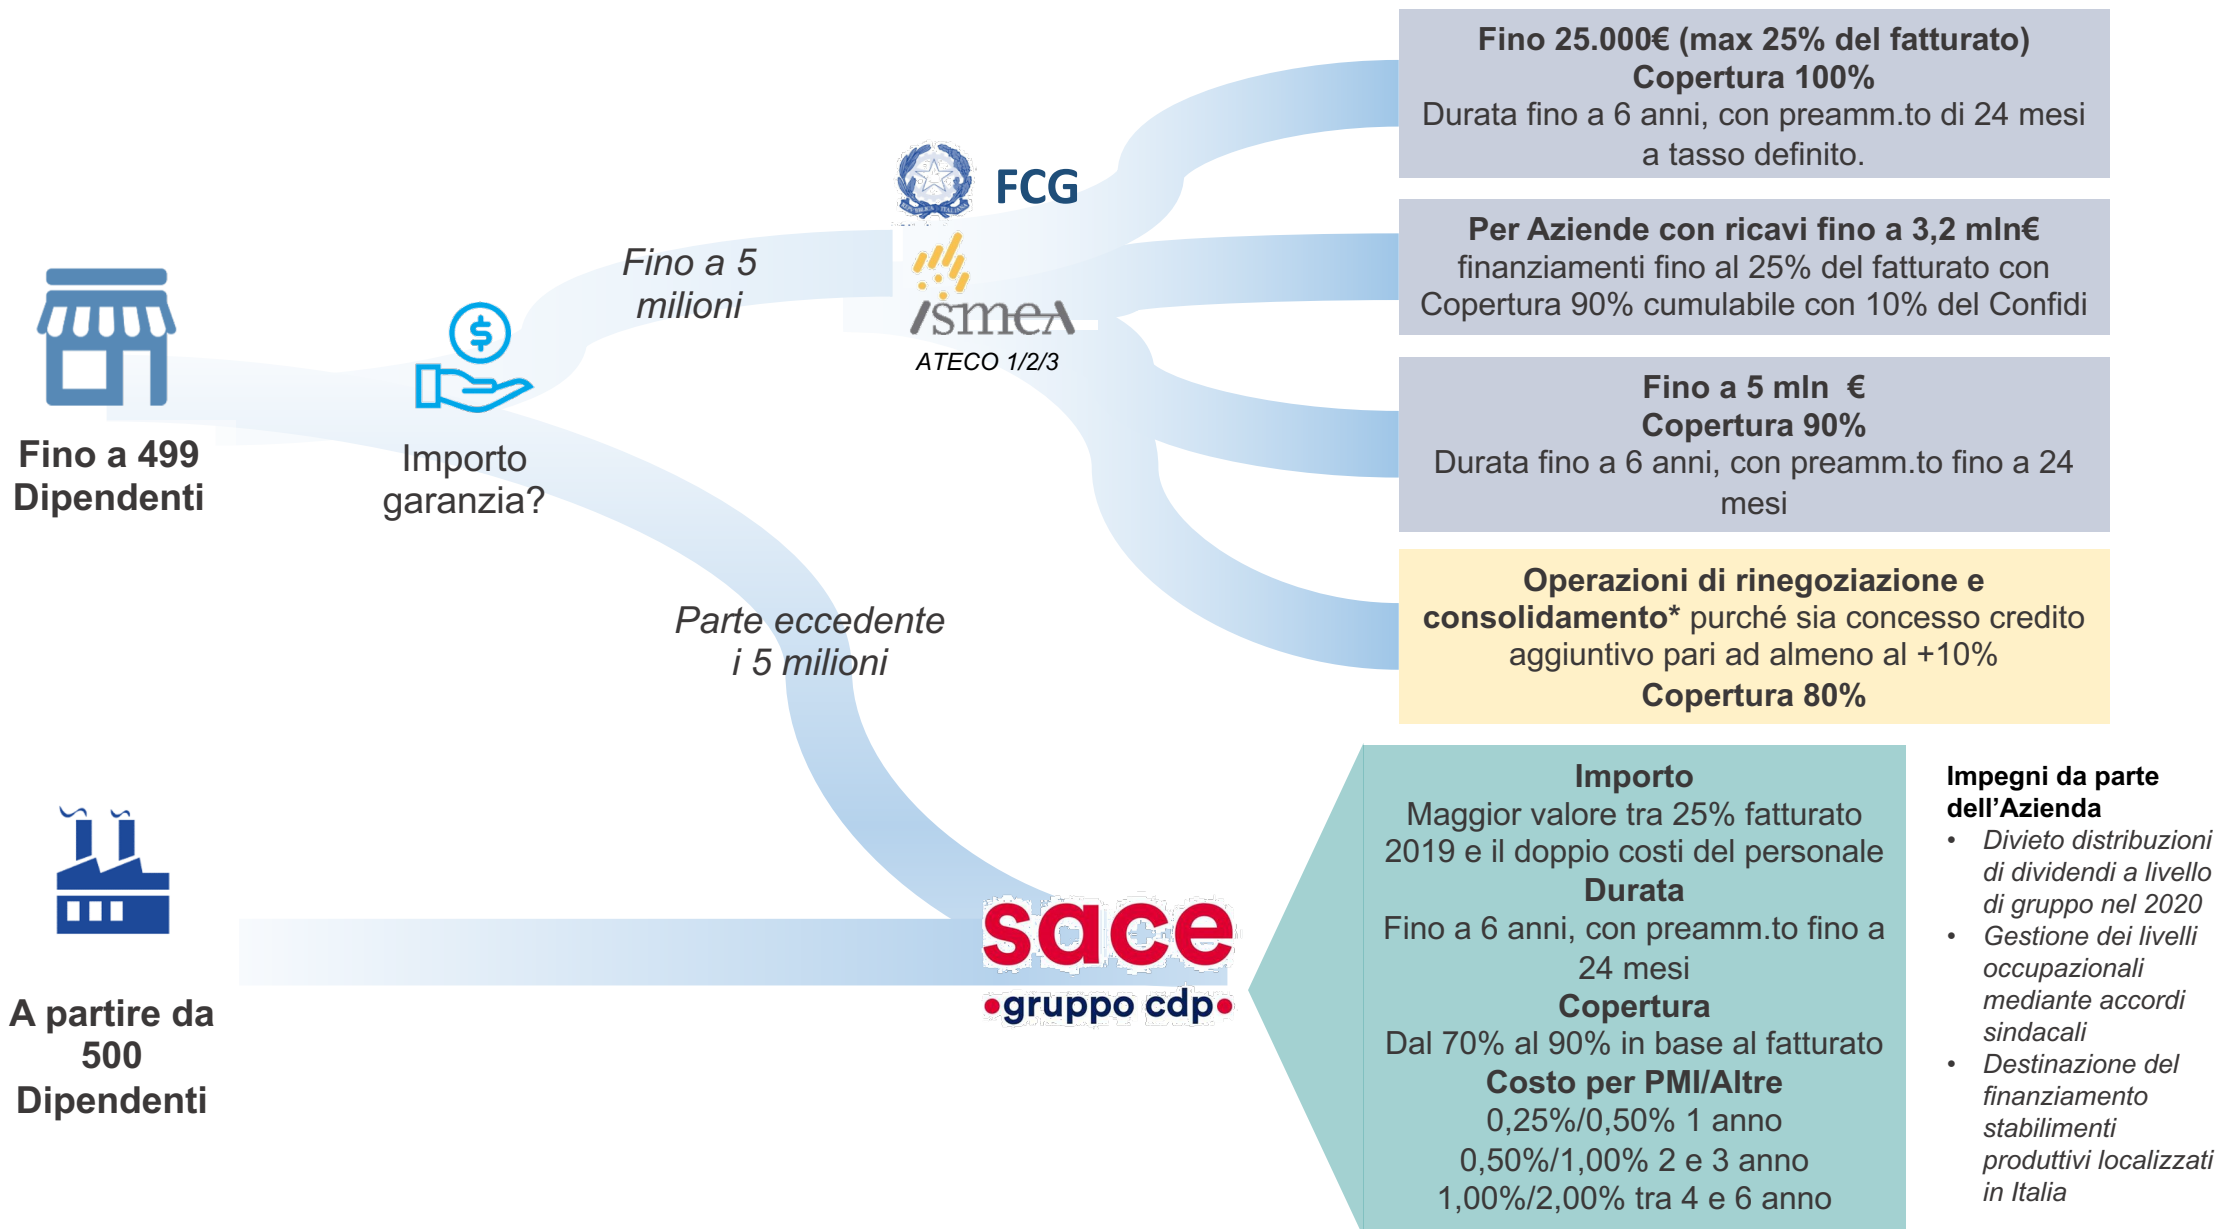 Fino a 499
Dipendenti
$
Importo
garanzia?
Fino a 5
milioni
FCG
ismea
ATECO 1/2/3
Parte eccedente
i 5 milioni
Fino 25.000€ (max 25% del fatturato)
Copertura 100%
Durata fino a 6 anni, con preamm.to di 24 mesi
a tasso definito.
Per Aziende con ricavi fino a 3,2 mln€
finanziamenti fino al 25% del fatturato con
Copertura 90% cumulabile con 10% del Confidi
Fino a 5 mln €
Copertura 90%
Durata fino a 6 anni, con preamm.to fino a 24
mesi
Operazioni di rinegoziazione e
consolidamento* purché sia concesso credito
aggiuntivo pari ad almeno al +10%
Copertura 80%
A partire da
500
Dipendenti
sace
•gruppo cdp•
Importo
Maggior valore tra 25% fatturato
2019 e il doppio costi del personale
Durata
Fino a 6 anni, con preamm.to fino a
24 mesi
Copertura
Dal 70% al 90% in base al fatturato
Costo per PMI/Altre
0,25%/0,50% 1 anno
0,50%/1,00% 2 e 3 anno
1,00%/2,00% tra 4 e 6 anno
Impegni da parte
dell'Azienda
• Divieto distribuzioni
di dividendi a livello
di gruppo nel 2020
• Gestione dei livelli
occupazionali
mediante accordi
sindacali
• Destinazione del
finanziamento
stabilimenti
produttivi localizzati
in Italia